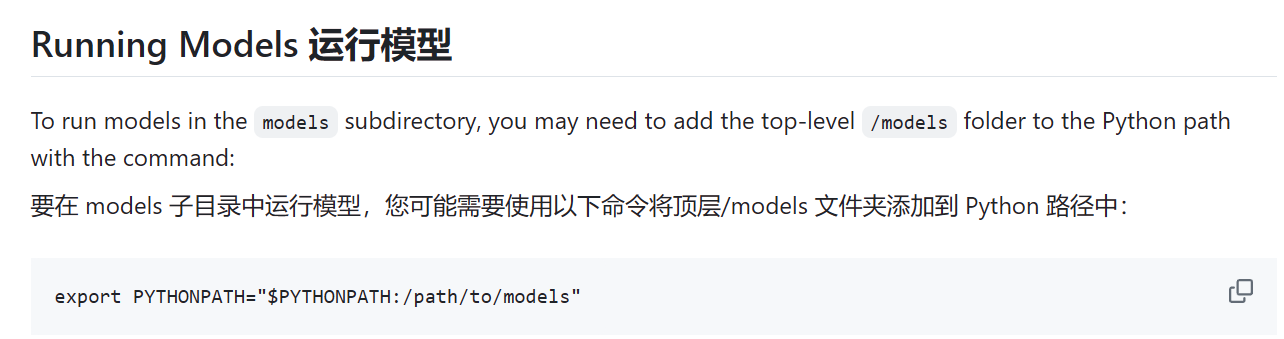 Running Models 运行模型
To run models in the models subdirectory, you may need to add the top-level /models folder to the Python path
with the command:
要在 models 子目录中运行模型，您可能需要使用以下命令将顶层/models 文件夹添加到 Python 路径中：
export PYTHONPATH="$PYTHONPATH:/path/to/models"